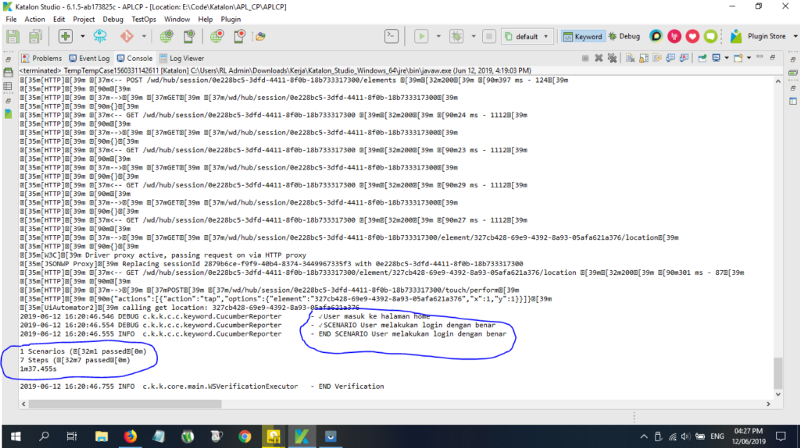 Katalon Studio - 6.1.5-ab173825c - APLCP - [Location: E:\Code\Katalon\APL_CP\APLCP]
File Edit Project Debug TestOps Window Help Plugin
default
Keyword
Debug
Plugin Store
Problems
Event Log
Console
Log Viewer
<terminated> TempTempCase1560331142611 [Katalon] C:\Users\RL Admin\Downloads\Kerja\Katalon_Studio_Windows_64\jre\bin\javaw.exe (Jun 12, 2019, 4:19:03 PM)
[35m[HTTP][39m [37m<-- POST /wd/hub/session/0e228bc5-3dfd-4411-8f0b-18b733317300/elements [39m[32m200[39m [90m397 ms - 124[39m
[35m[HTTP][39m [90m[39m
[35m[HTTP][39m [37m-->[39m [37mGET[39m [37m/wd/hub/session/0e228bc5-3dfd-4411-8f0b-18b733317300[39m
[35m[HTTP][39m [90m{}[39m
[35m[HTTP][39m [37m<-- GET /wd/hub/session/0e228bc5-3dfd-4411-8f0b-18b733317300 [39m[32m200[39m [90m24 ms - 1112[39m
[35m[HTTP][39m [90m[39m
[35m[HTTP][39m [37m-->[39m [37mGET[39m [37m/wd/hub/session/0e228bc5-3dfd-4411-8f0b-18b733317300[39m
[35m[HTTP][39m [90m{}[39m
[35m[HTTP][39m [37m<-- GET /wd/hub/session/0e228bc5-3dfd-4411-8f0b-18b733317300 [39m[32m200[39m [90m23 ms - 1112[39m
[35m[HTTP][39m [90m[39m
[35m[HTTP][39m [37m-->[39m [37mGET[39m [37m/wd/hub/session/0e228bc5-3dfd-4411-8f0b-18b733317300[39m
[35m[HTTP][39m [90m{}[39m
[35m[HTTP][39m [37m<-- GET /wd/hub/session/0e228bc5-3dfd-4411-8f0b-18b733317300 [39m[32m200[39m [90m29 ms - 1112[39m
[35m[HTTP][39m [90m[39m
[35m[HTTP][39m [37m-->[39m [37mGET[39m [37m/wd/hub/session/0e228bc5-3dfd-4411-8f0b-18b733317300[39m
[35m[HTTP][39m [90m{}[39m
[35m[HTTP][39m [37m<-- GET /wd/hub/session/0e228bc5-3dfd-4411-8f0b-18b733317300 [39m[32m200[39m [90m27 ms - 1112[39m
[35m[HTTP][39m [90m[39m
[35m[HTTP][39m [37m-->[39m [37mGET[39m [37m/wd/hub/session/0e228bc5-3dfd-4411-8f0b-18b733317300/element/327cb428-69e9-4392-8a93-05afa621a376/location[39m
[35m[HTTP][39m [90m{}[39m
[35m[W3C][39m Driver proxy active, passing request on via HTTP proxy
[35m[JSONWP Proxy][39m Replacing sessionId 2879b6ce-f9f9-40b4-8374-3449967335f3 with 0e228bc5-3dfd-4411-8f0b-18b733317300
[35m[HTTP][39m [37m<-- GET /wd/hub/session/0e228bc5-3dfd-4411-8f0b-18b733317300/element/327cb428-69e9-4392-8a93-05afa621a376/location [39m[32m200[39m [90m301 ms - 87[39m
[35m[HTTP][39m [90m[39m
[35m[HTTP][39m [37m-->[39m [37mPOST[39m [37m/wd/hub/session/0e228bc5-3dfd-4411-8f0b-18b733317300/touch/perform[39m
[35m[HTTP][39m [90m{"actions":[{"action":"tap","options":{"element":"327cb428-69e9-4392-8a93-05afa621a376","x":1,"y":1}}]}[39m
[35m[UiAutomator2][39m calling get location: 327cb428-69e9-4392-8a93-05afa621a376
2019-06-12 16:20:46.546 DEBUG c.k.k.c.keyword.CucumberReporter - ✓User masuk ke halaman home
2019-06-12 16:20:46.554 DEBUG c.k.k.c.keyword.CucumberReporter - ✓SCENARIO User melakukan login dengan benar
2019-06-12 16:20:46.555 INFO c.k.k.c.keyword.CucumberReporter - END SCENARIO User melakukan login dengan benar
1 Scenarios ([32m1 passed[0m)
7 Steps ([32m7 passed[0m)
1m37.455s
2019-06-12 16:20:46.755 INFO c.k.k.core.main.WSVerificationExecutor - END Verification
ENG
04:27 PM
12/06/2019